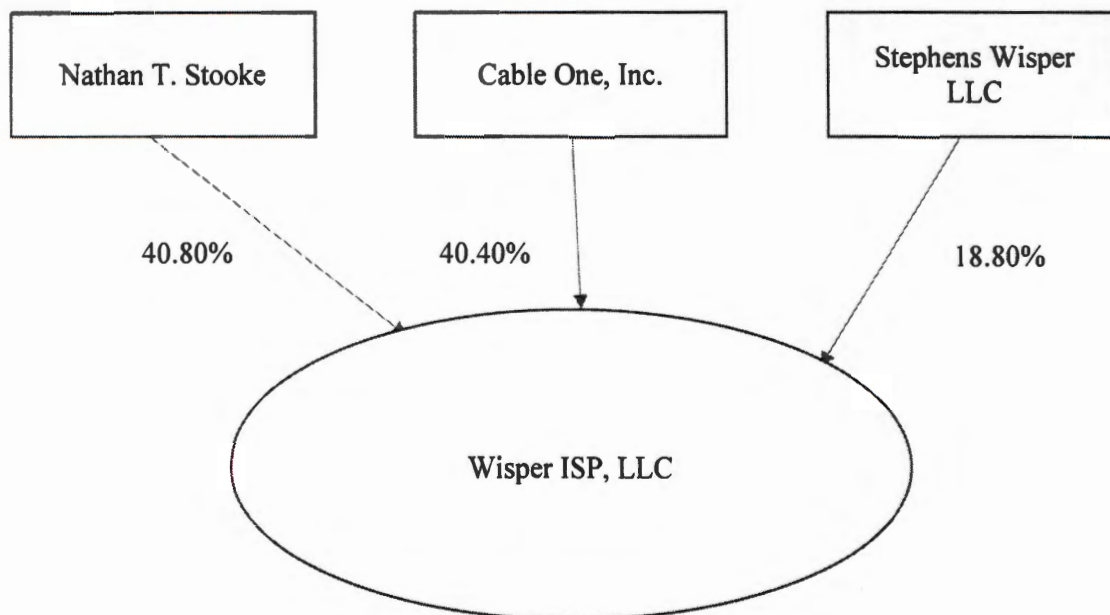 Nathan T. Stooke
Cable One, Inc.
Stephens Wisper
LLC
40.80%
40.40%
18.80%
Wisper ISP, LLC